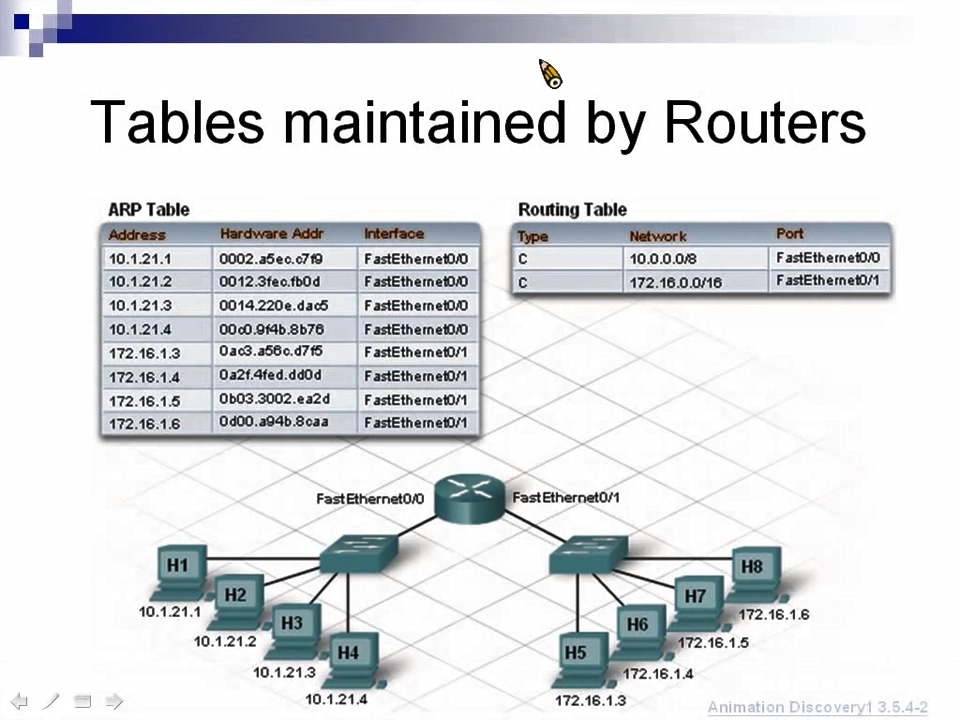 Tables maintained by Routers
ARP Table
Address Hardware Addr Interface
10.1.21.1 0002.a5ec.c7f9 FastEthernet0/0
10.1.21.2 0012.3fec.fb0d FastEthernet0/0
10.1.21.3 0014.220e.dac5 FastEthernet0/0
10.1.21.4 00c0.9f4b.8b76 FastEthernet0/0
172.16.1.3 0ac3.a56c.d7f5 FastEthernet0/1
172.16.1.4 0a2f.4fed.dd0d FastEthernet0/1
172.16.1.5 0b03.3002.ea2d FastEthernet0/1
172.16.1.6 0d00.a94b.8caa FastEthernet0/1
Routing Table
Type Network Port
C 10.0.0.0/8 FastEthernet0/0
C 172.16.0.0/16 FastEthernet0/1
FastEthernet0/0
FastEthernet0/1
H1
10.1.21.1
H2
10.1.21.2
H3
10.1.21.3
H4
10.1.21.4
H5
172.16.1.3
H6
172.16.1.4
H7
172.16.1.5
H8
172.16.1.6
Animation Discovery1 3.5.4-2